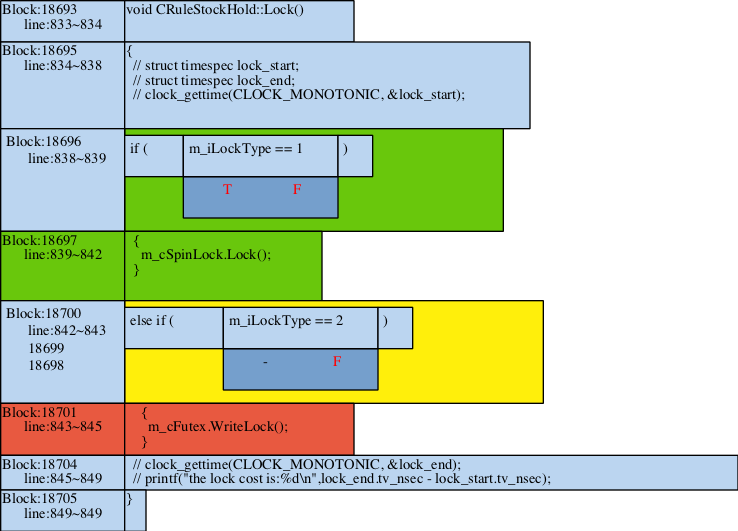 Block:18693 void CRuleStockHold::Lock()
line:833~834
Block:18695 {
line:834~838 // struct timespec lock_start;
// struct timespec lock_end;
// clock_gettime(CLOCK_MONOTONIC, &lock_start);
Block:18696 if ( m_iLockType == 1 )
line:838~839
T F
Block:18697 {
line:839~842 m_cSpinLock.Lock();
}
Block:18700 else if ( m_iLockType == 2 )
line:842~843
18699
18698 - F
Block:18701 {
line:843~845 m_cFutex.WriteLock();
}
Block:18704 // clock_gettime(CLOCK_MONOTONIC, &lock_end);
line:845~849 // printf("the lock cost is:%d\n",lock_end.tv_nsec - lock_start.tv_nsec);
Block:18705 }
line:849~849